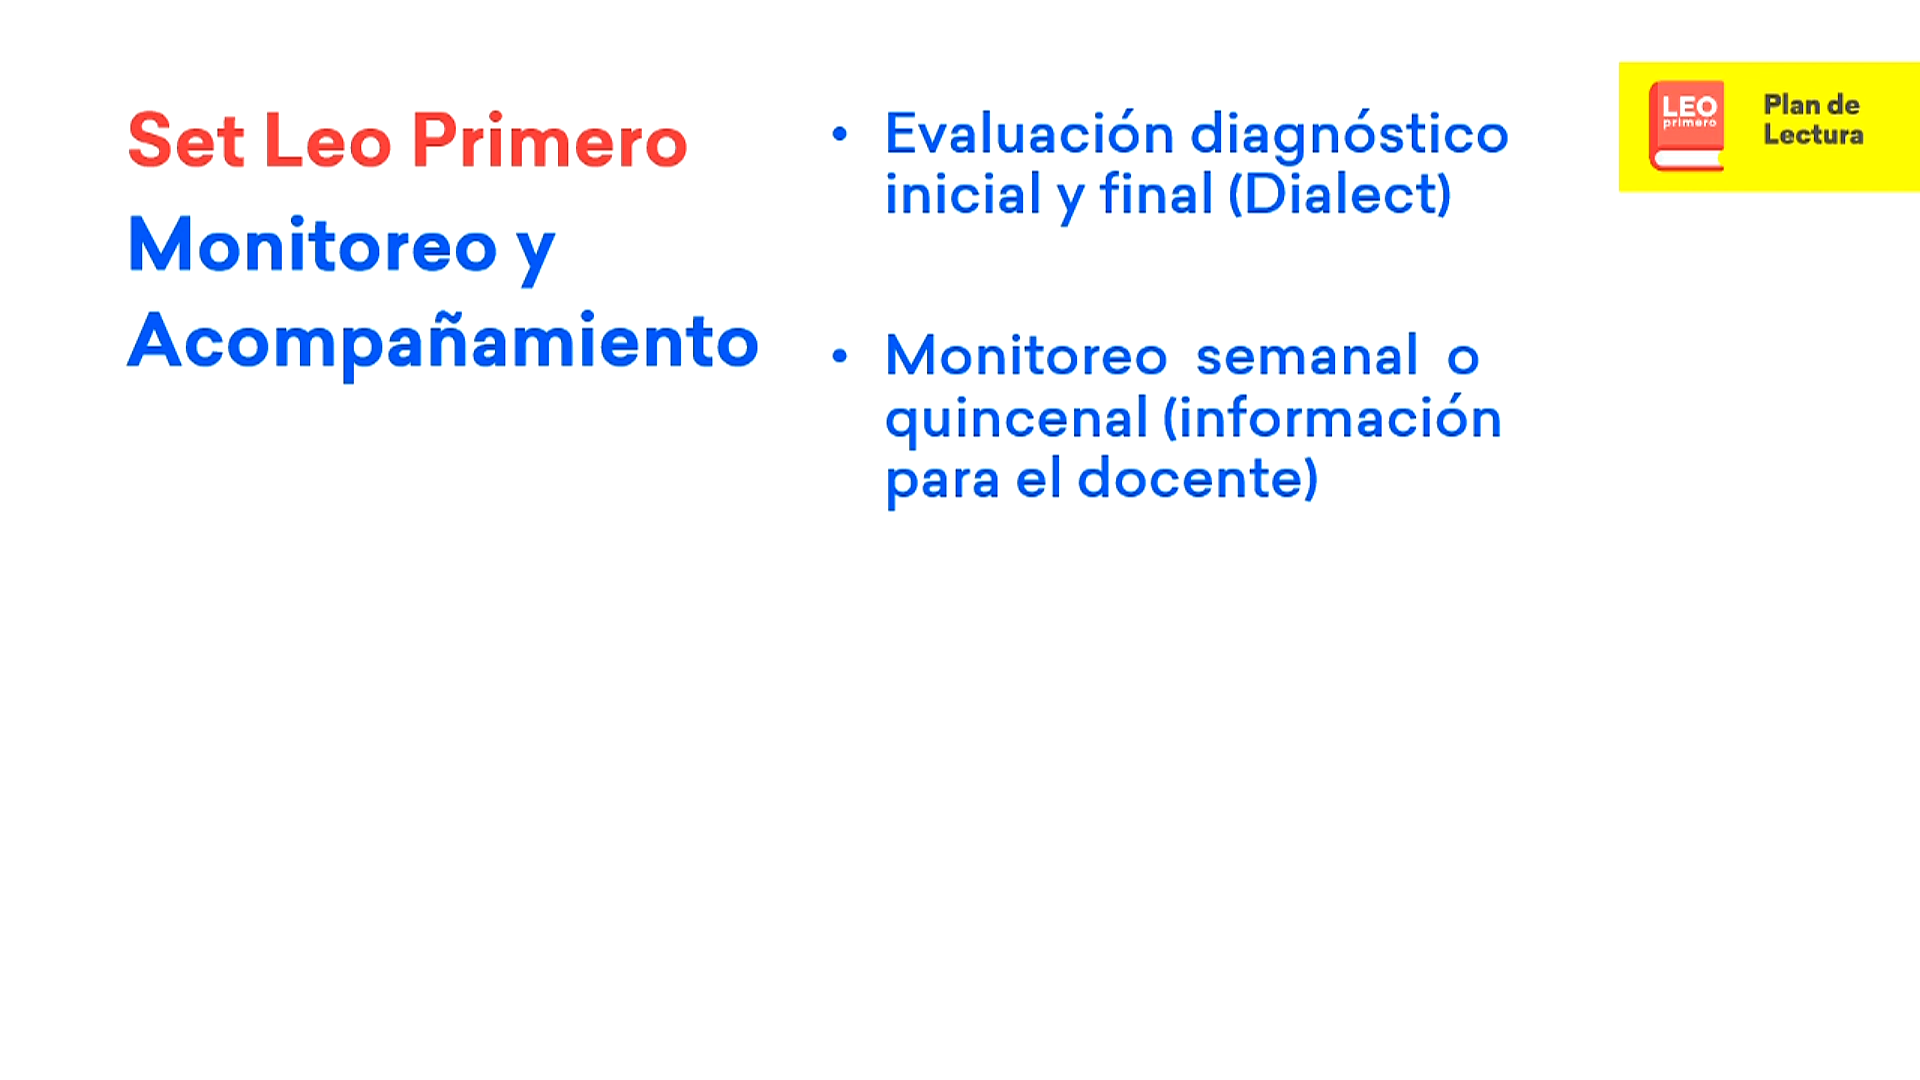 Set Leo Primero
Monitoreo y
Acompañamiento
• Evaluación diagnóstico
inicial y final (Dialect)
• Monitoreo semanal o
quincenal (información
para el docente)
LEO
primero
Plan de
Lectura